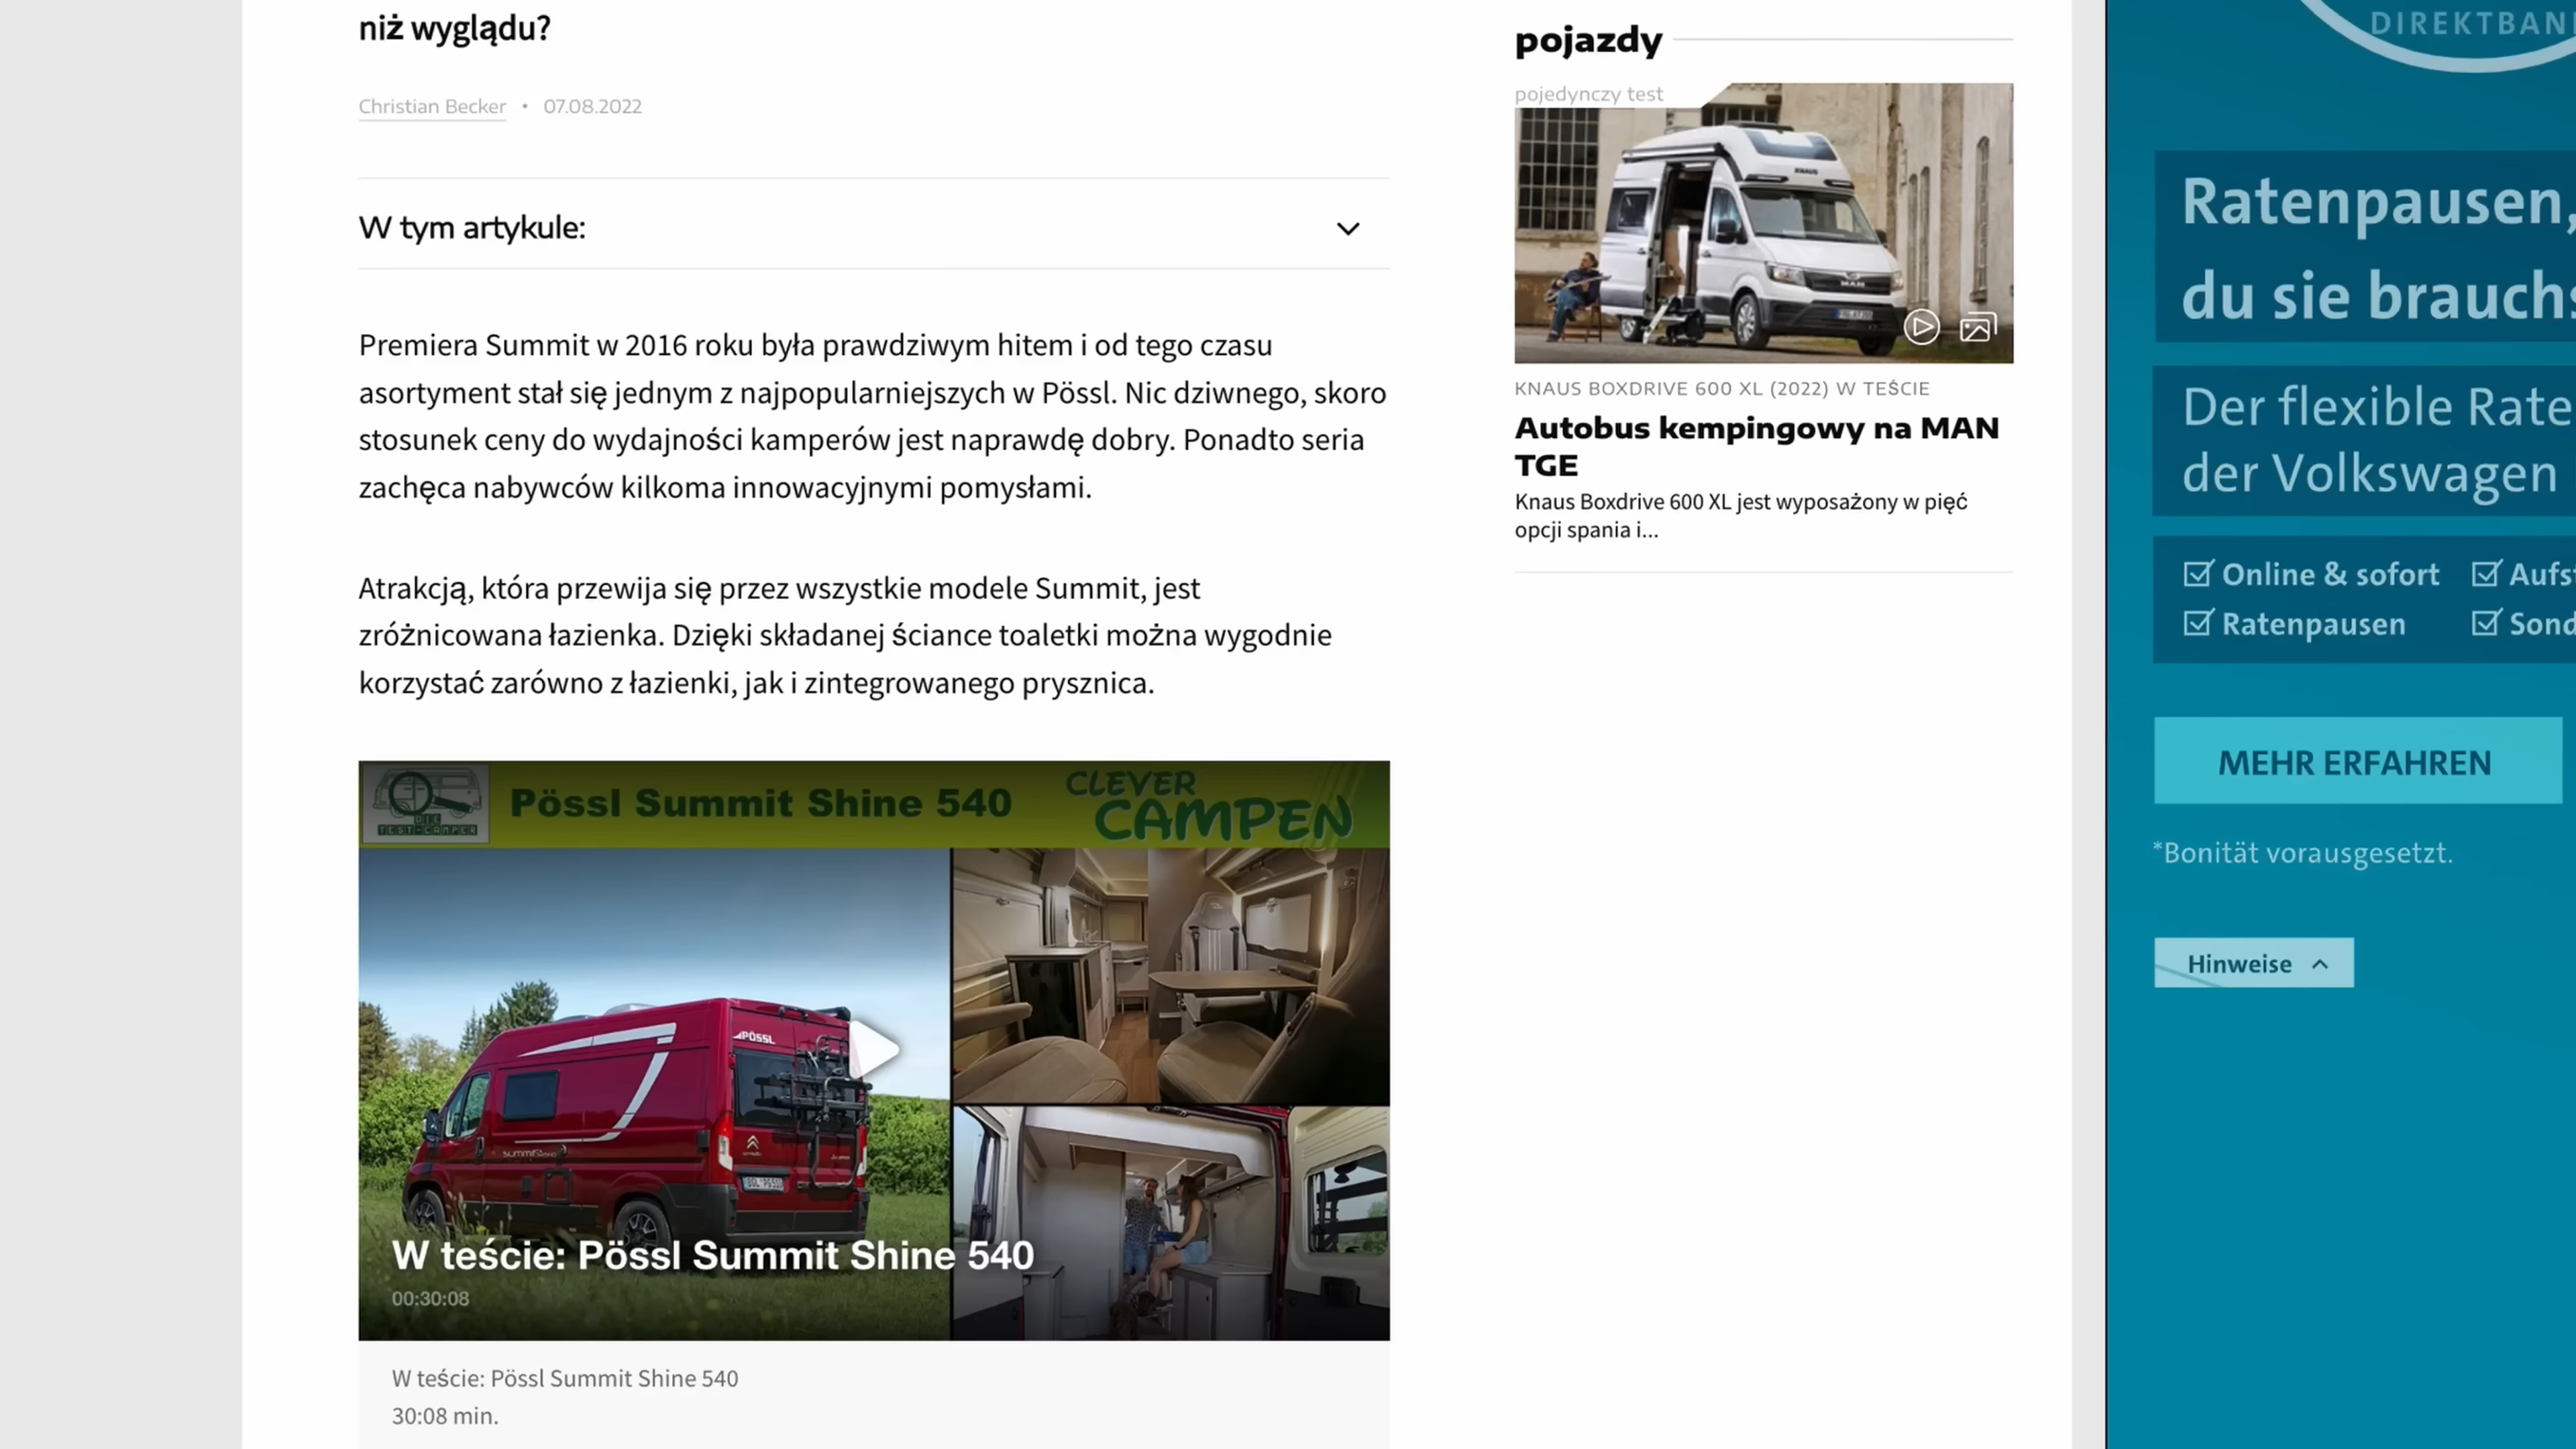 niż wyglądu?
Christian Becker • 07.08.2022
W tym artykule:
Premiera Summit w 2016 roku była prawdziwym hitem i od tego czasu
asortyment stał się jednym z najpopularniejszych w Pössl. Nic dziwnego, skoro
stosunek ceny do wydajności kamperów jest naprawdę dobry. Ponadto seria
zachęca nabywców kilkoma innowacyjnymi pomysłami.
Atrakcją, która przewija się przez wszystkie modele Summit, jest
zróżnicowana łazienka. Dzięki składanej ściance toaletki można wygodnie
korzystać zarówno z łazienki, jak i zintegrowanego prysznica.
DIE
TEST-CAMPER
Pössl Summit Shine 540
CLEVER
CAMPEN
PÖSSL
W teście: Pössl Summit Shine 540
00:30:08
W teście: Pössl Summit Shine 540
30:08 min.
pojazdy
pojedynczy test
KNAUS
MAN
KNAUS BOXDRIVE 600 XL (2022) W TEŚCIE
Autobus kempingowy na MAN
TGE
Knaus Boxdrive 600 XL jest wyposażony w pięć
opcji spania i...
DIREKTBAN
Ratenpausen,
du sie brauchs
Der flexible Rate
der Volkswagen
Online & sofort
Aufs
Ratenpausen
Sond
MEHR ERFAHREN
*Bonität vorausgesetzt.
Hinweise